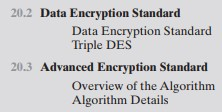 20.2 Data Encryption Standard
Data Encryption Standard
Triple DES
20.3 Advanced Encryption Standard
Overview of the Algorithm
Algorithm Details